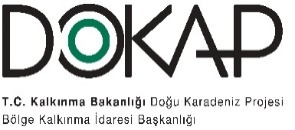 DOKAP
T.C. Kalkınma Bakanlığı Doğu Karadeniz Projesi
Bölge Kalkınma İdaresi Başkanlığı